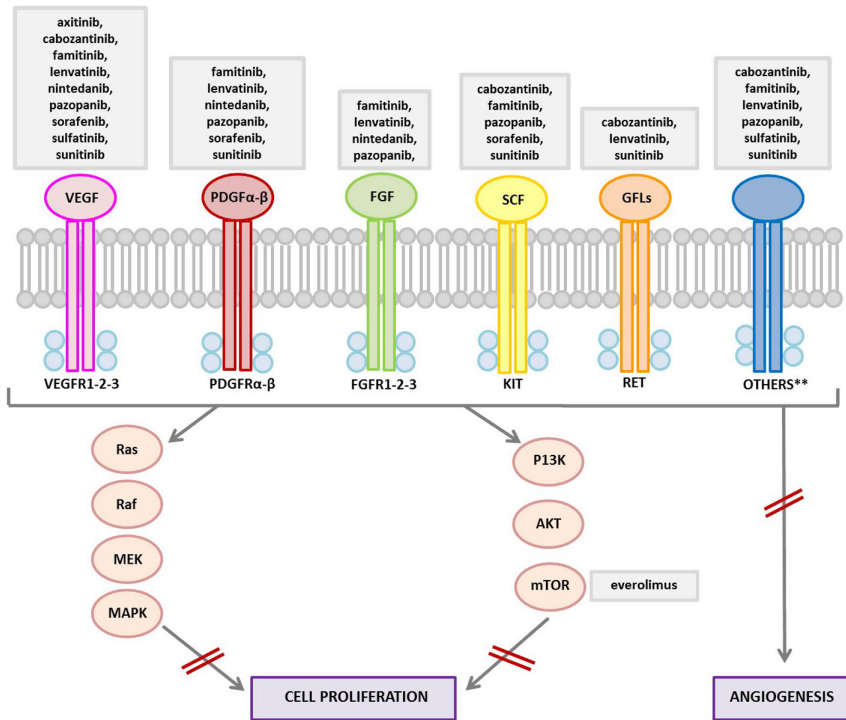 axitinib,
cabozantinib,
famitinib,
lenvatinib,
nintedanib,
pazopanib,
sorafenib,
sulfatinib,
sunitinib
famitinib,
lenvatinib,
nintedanib,
pazopanib,
sorafenib,
sunitinib
famitinib,
lenvatinib,
nintedanib,
pazopanib,
cabozantinib,
famitinib,
pazopanib,
sorafenib,
sunitinib
cabozantinib,
lenvatinib,
sunitinib
cabozantinib,
famitinib,
lenvatinib,
pazopanib,
sulfatinib,
sunitinib
VEGF
PDGFα-β
FGF
SCF
GFLs
VEGFR1-2-3
PDGFRα-β
FGFR1-2-3
KIT
RET
OTHERS**
Ras
Raf
MEK
MAPK
P13K
AKT
mTOR
everolimus
CELL PROLIFERATION
ANGIOGENESIS